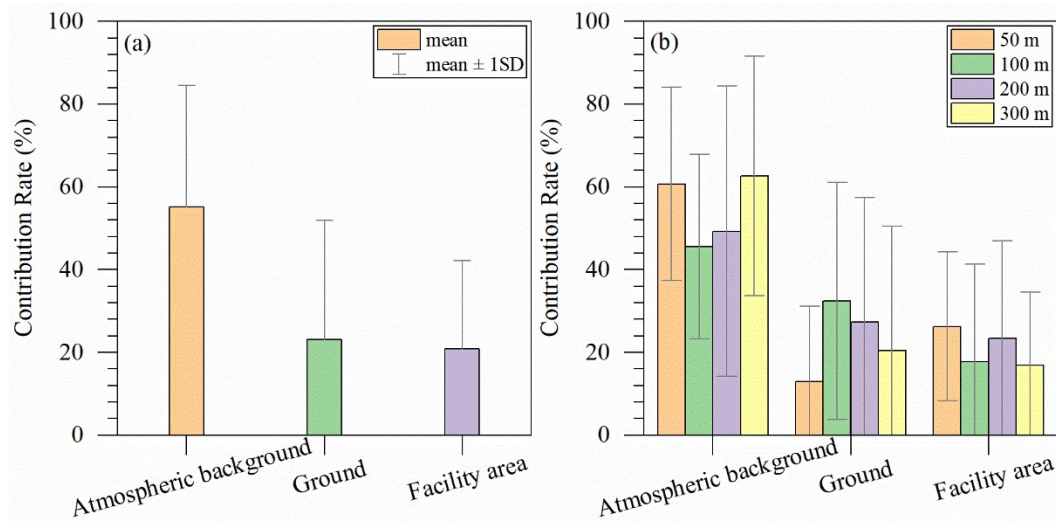 (a)
mean
mean ± 1SD
Contribution Rate (%)
100
80
60
40
20
0
Atmospheric background
Ground
Facility area
(b)
50 m
100 m
200 m
300 m
Contribution Rate (%)
100
80
60
40
20
0
Atmospheric background
Ground
Facility area